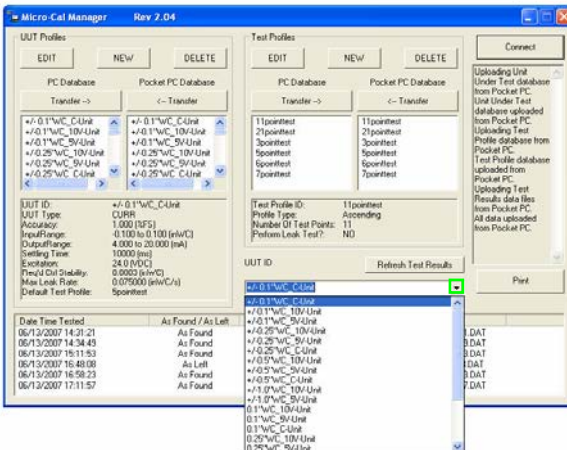 Micro-Cal Manager Rev 2.04
UUT Profiles
EDIT NEW DELETE
PC Database Pocket PC Database
Transfer --> <-- Transfer
+/-0.1"WC_C-Unit
+/-0.1"WC_10V-Unit
+/-0.1"WC_5V-Unit
+/-0.25"WC_10V-Unit
+/-0.25"WC_5V-Unit
+/-0.25"WC_C-Unit
+/-0.1"WC_C-Unit
+/-0.1"WC_10V-Unit
+/-0.1"WC_5V-Unit
+/-0.25"WC_10V-Unit
+/-0.25"WC_5V-Unit
+/-0.25"WC_C-Unit
UUT ID: +/-0.1"WC_C-Unit
UUT Type: CURR
Accuracy: 1.000 (%FS)
InputRange: -0.100 to 0.100 (inWC)
OutputRange: 4.000 to 20.000 (mA)
Settling Time: 10000 (ms)
Excitation: 24.0 (VDC)
Req'd Ctrl Stability: 0.0003 (inWC)
Max Leak Rate: 0.075000 (inWC/s)
Default Test Profile: 5pointtest
Test Profiles
EDIT NEW DELETE
PC Database Pocket PC Database
Transfer --> <-- Transfer
11pointtest
21pointtest
3pointtest
5pointtest
6pointtest
7pointtest
11pointtest
21pointtest
3pointtest
5pointtest
6pointtest
7pointtest
Test Profile ID: 11pointtest
Profile Type: Ascending
Number Of Test Points: 11
Perform Leak Test?: NO
Connect
Uploading Unit
Under Test database
from Pocket PC.
Unit Under Test
database uploaded
from Pocket PC.
Uploading Test
Profile database from
Pocket PC.
Test Profile database
uploaded from
Pocket PC.
Uploading Test
Results data files
from Pocket PC.
All data uploaded
from Pocket PC.
Print
UUT ID Refresh Test Results
+/-0.1"WC_C-Unit
+/-0.1"WC_C-Unit
+/-0.1"WC_10V-Unit
+/-0.1"WC_5V-Unit
+/-0.25"WC_10V-Unit
+/-0.25"WC_5V-Unit
+/-0.25"WC_C-Unit
+/-0.5"WC_10V-Unit
+/-0.5"WC_5V-Unit
+/-0.5"WC_C-Unit
+/-1.0"WC_10V-Unit
+/-1.0"WC_5V-Unit
0.1"WC_10V-Unit
0.1"WC_5V-Unit
0.1"WC_C-Unit
0.25"WC_10V-Unit
0.25"WC_5V-Unit
Date Time Tested As Found / As Left
06/13/2007 14:31:21 As Found .DAT
06/13/2007 14:34:49 As Found .DAT
06/13/2007 15:11:53 As Found .DAT
06/13/2007 16:48:08 As Left .DAT
06/13/2007 16:58:23 As Found .DAT
06/13/2007 17:11:57 As Found .DAT